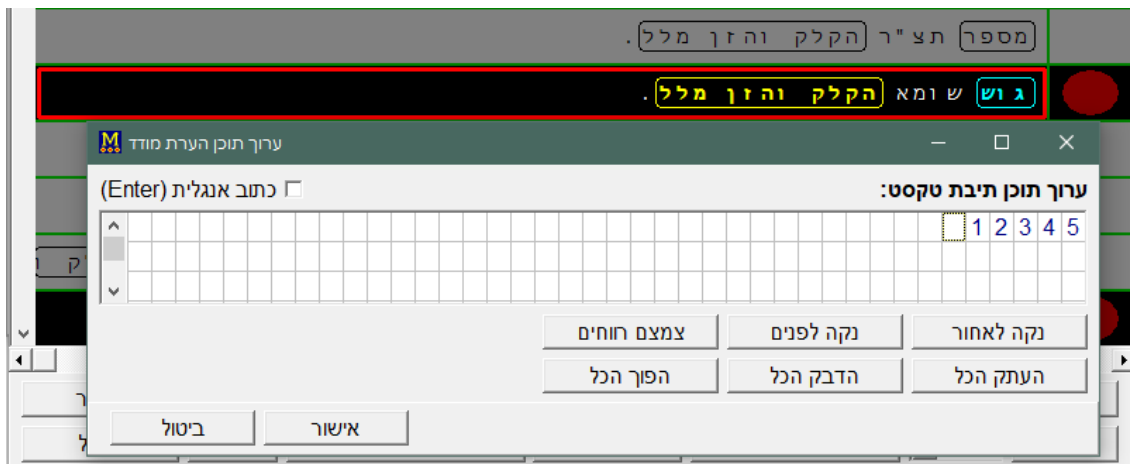 מספר תצ"ר הקלק והזן מלל.
גוש שומא הקלק והזן מלל.
ערוך תוכן הערת מודד
ערוך תוכן תיבת טקסט:
כתוב אנגלית (Enter)
1 2 3 4 5
נקה לאחור
נקה לפנים
צמצם רווחים
העתק הכל
הדבק הכל
הפוך הכל
אישור
ביטול